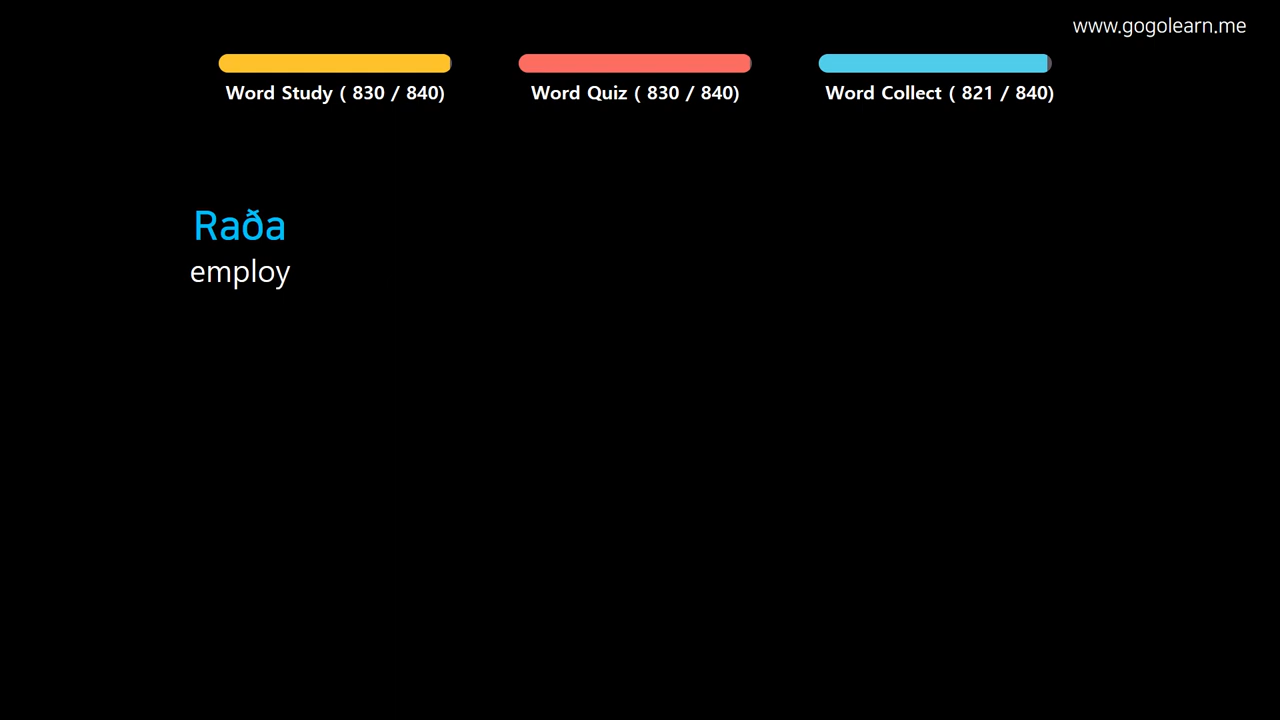 www.gogolearn.me
Word Study ( 830 / 840)
Word Quiz ( 830 / 840)
Word Collect ( 821 / 840)
Raða
employ